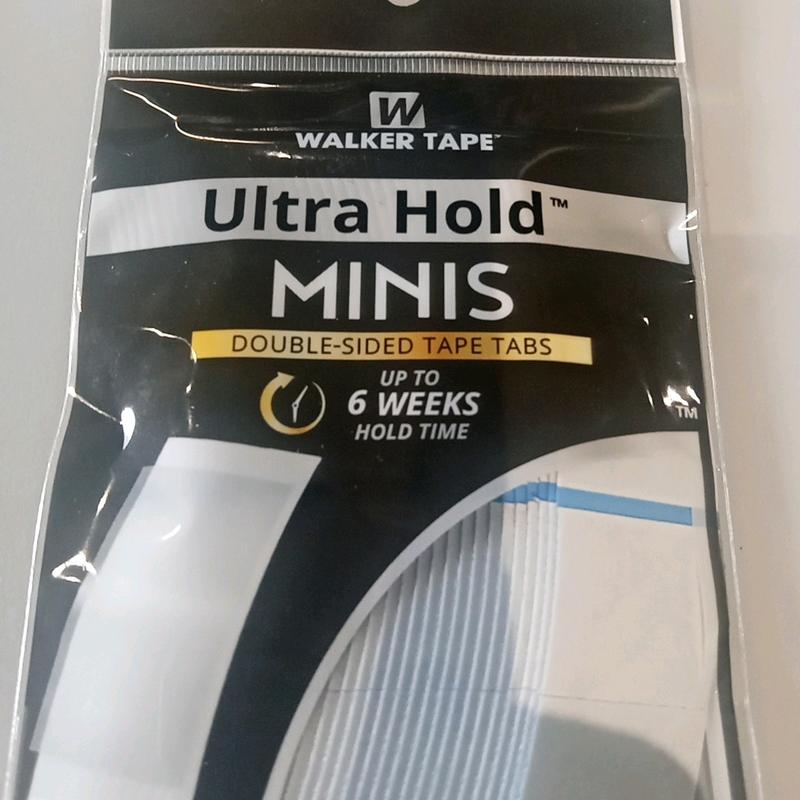 W
WALKER TAPE™
Ultra Hold™
MINIS
DOUBLE-SIDED TAPE TABS
UP TO
6 WEEKS
HOLD TIME
TM